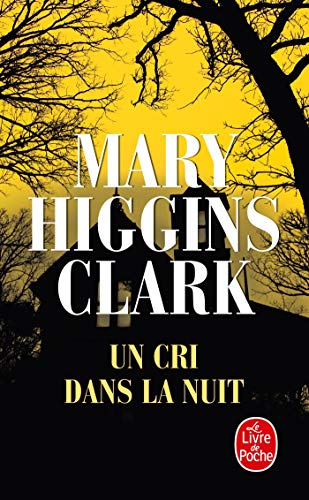 MARY
HIGGINS
CLARK
UN CRI
DANS LA NUIT
Le
Livre
de
Poche